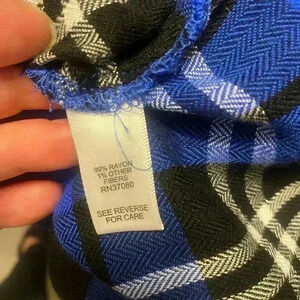 99% RAYON
1% OTHER
FIBERS
RN37080
SEE REVERSE
FOR CARE